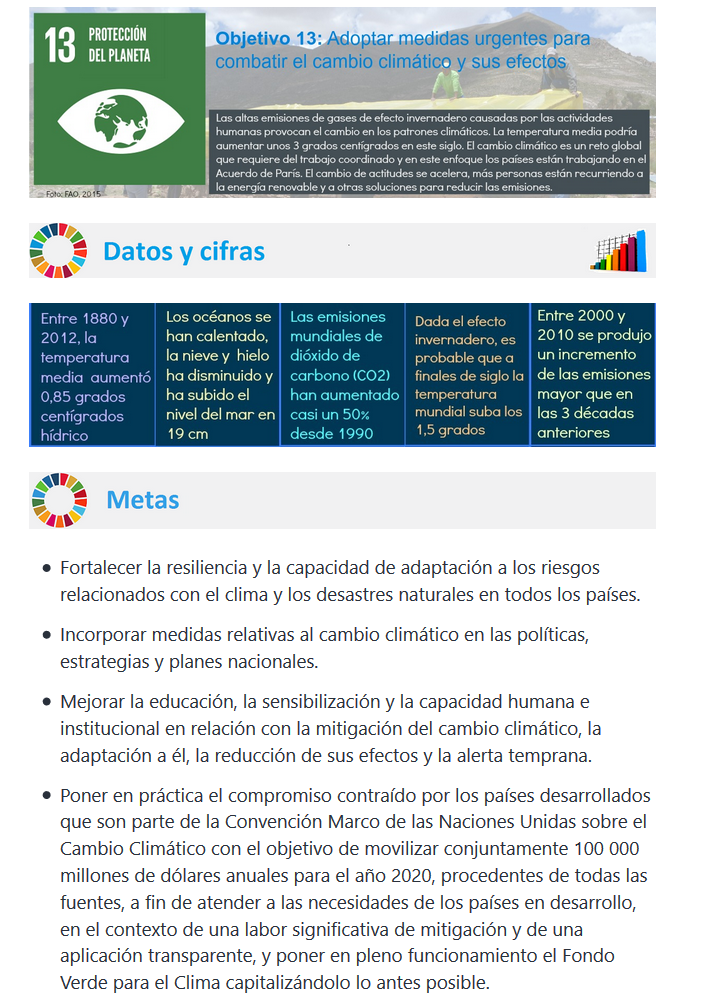 13 PROTECCIÓN
DEL PLANETA
Objetivo 13: Adoptar medidas urgentes para
combatir el cambio climático y sus efectos
Las altas emisiones de gases de efecto invernadero causadas por las actividades
humanas provocan el cambio en los patrones climáticos. La temperatura media podría
aumentar unos 3 grados centígrados en este siglo. El cambio climático es un reto global
que requiere del trabajo coordinado y en este enfoque los países están trabajando en el
Acuerdo de París. El cambio de actitudes se acelera, más personas están recurriendo a
la energía renovable y a otras soluciones para reducir las emisiones.
Foto: FAO, 2015
Datos y cifras
Entre 1880 y
2012, la
temperatura
media aumentó
0,85 grados
centígrados
hídrico
Los océanos se
han calentado,
la nieve y hielo
ha disminuido y
ha subido el
nivel del mar en
19 cm
Las emisiones
mundiales de
dióxido de
carbono (CO2)
han aumentado
casi un 50%
desde 1990
Dada el efecto
invernadero, es
probable que a
finales de siglo la
temperatura
mundial suba los
1,5 grados
Entre 2000 y
2010 se produjo
un incremento
de las emisiones
mayor que en
las 3 décadas
anteriores
Metas
• Fortalecer la resiliencia y la capacidad de adaptación a los riesgos
relacionados con el clima y los desastres naturales en todos los países.
• Incorporar medidas relativas al cambio climático en las políticas,
estrategias y planes nacionales.
• Mejorar la educación, la sensibilización y la capacidad humana e
institucional en relación con la mitigación del cambio climático, la
adaptación a él, la reducción de sus efectos y la alerta temprana.
• Poner en práctica el compromiso contraído por los países desarrollados
que son parte de la Convención Marco de las Naciones Unidas sobre el
Cambio Climático con el objetivo de movilizar conjuntamente 100 000
millones de dólares anuales para el año 2020, procedentes de todas las
fuentes, a fin de atender a las necesidades de los países en desarrollo,
en el contexto de una labor significativa de mitigación y de una
aplicación transparente, y poner en pleno funcionamiento el Fondo
Verde para el Clima capitalizándolo lo antes posible.